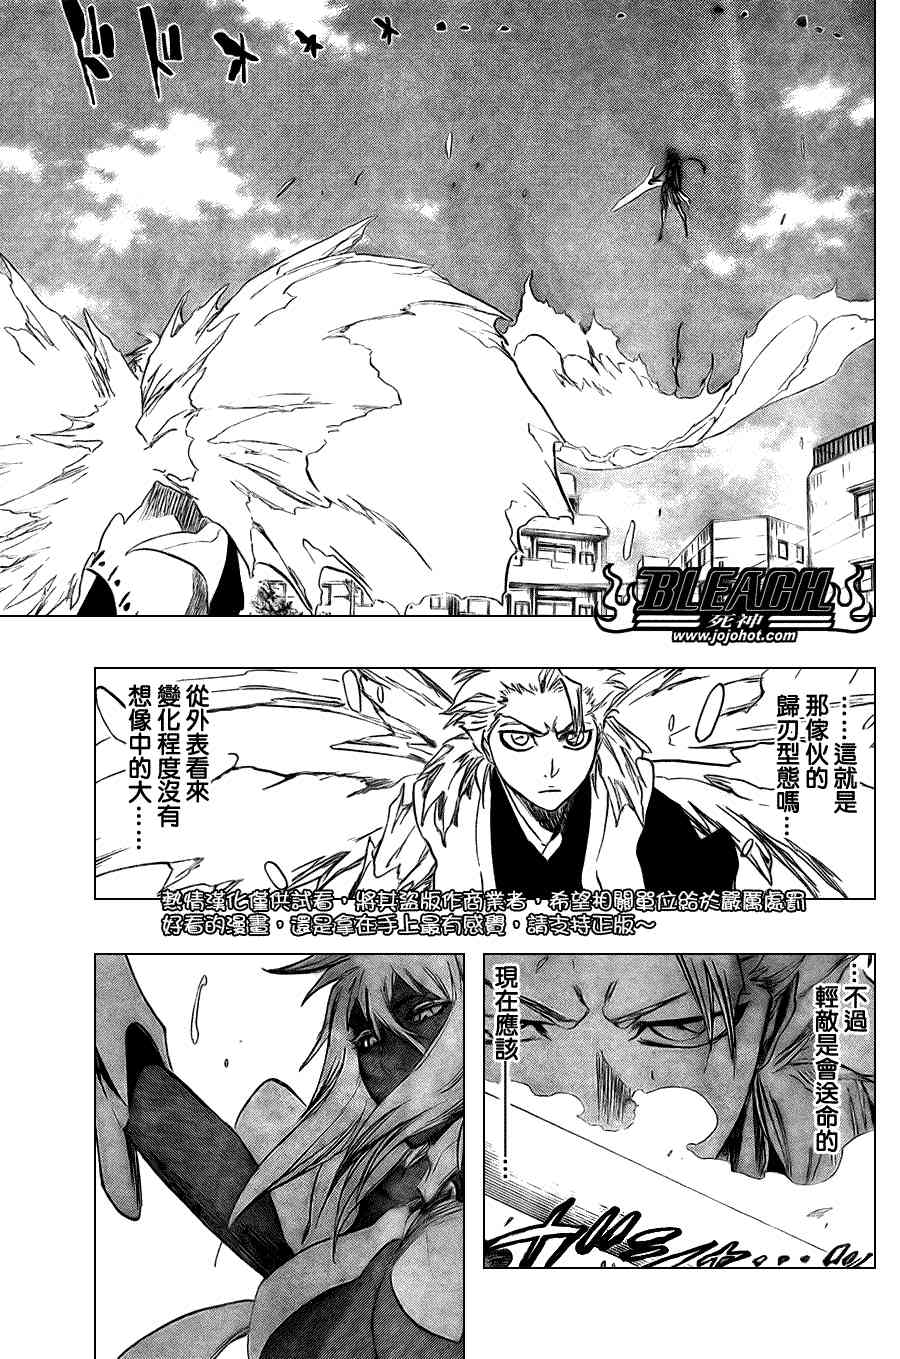 ドドオオ
BLEACH
死神
www.jojohot.com
……這就是
那傢伙的
歸刃型態嗎…
從外表看來
變化程度沒有
想像中的大……
熱情漢化僅供試看，將其盜版作商業者，希望相關單位給於嚴厲處罰
好看的漫畫，還是拿在手上最有感覺，請支持正版～
…不過
輕敵是會送命的
現在應該——……